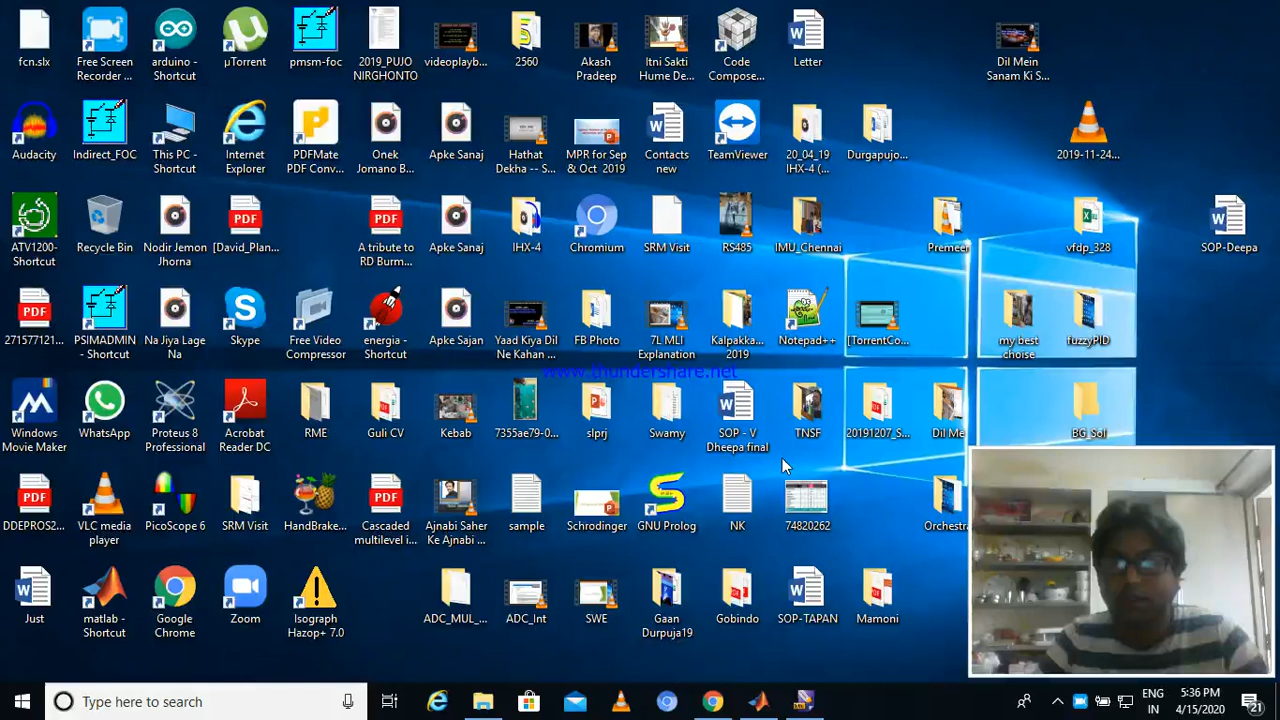 fcn.slx
Free Screen
Recorder ...
arduino -
Shortcut
µTorrent
pmsm-foc
2019_PUJO
NIRGHONTO
videoplayb...
2560
Akash
Pradeep
Itni Sakti
Hume De...
Code
Compose...
Letter
Dil Mein
Sanam Ki S...
Audacity
Indirect_FOC
This PC -
Shortcut
Internet
Explorer
PDFMate
PDF Conv...
Onek
Jomano B...
Apke Sanaj
Hathat
Dekha -- S...
MPR for Sep
& Oct 2019
Contacts
new
TeamViewer
20_04_19
IHX-4 (...
Durgapujo...
2019-11-24...
ATV1200-
Shortcut
Recycle Bin
Nodir Jemon
Jhorna
[David_Plan...
A tribute to
RD Burm...
Apke Sanaj
IHX-4
Chromium
SRM Visit
RS485
IMU_Chennai
Premeer
vfdp_328
SOP-Deepa
271577121...
PSIMADMIN
- Shortcut
Na Jiya Lage
Na
Skype
Free Video
Compressor
energia -
Shortcut
Apke Sajan
Yaad Kiya Dil
Ne Kahan ...
FB Photo
7L MLI
Explanation
Kalpakka...
2019
Notepad++
[TorrentCo...
my best
choise
fuzzyPID
www.thundershare.net
Windows
Movie Maker
WhatsApp
Proteus 8
Professional
Acrobat
Reader DC
RME
Guli CV
Kebab
7355ae79-0...
slprj
Swamy
SOP - V
Dheepa final
TNSF
20191207_S...
Dil Me
BG_Sol
DDEPROS2...
VLC media
player
PicoScope 6
SRM Visit
HandBrake...
Cascaded
multilevel i...
Ajnabi Saher
Ke Ajnabi ...
sample
Schrodinger
GNU Prolog
NK
74820262
Orchestr
Just
matlab -
Shortcut
Google
Chrome
Zoom
Isograph
Hazop+ 7.0
ADC_MUL_...
ADC_Int
SWE
Gaan
Durpuja19
Gobindo
SOP-TAPAN
Mamoni
Type here to search
ENG
IN
5:36 PM
4/15/2020
21